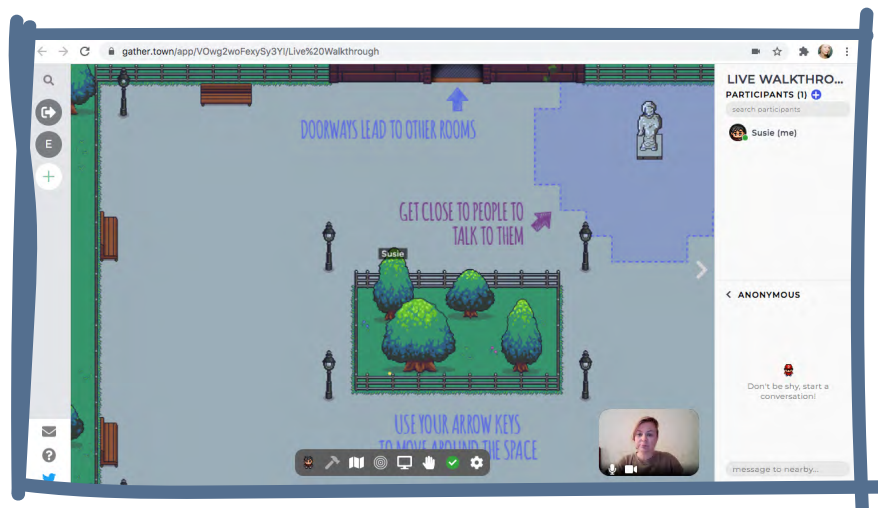 gather.town/app/VOwg2woFexySy3YI/Live%20Walkthrough
E
DOORWAYS LEAD TO OTHER ROOMS
GET CLOSE TO PEOPLE TO
TALK TO THEM
Susie
USE YOUR ARROW KEYS
TO MOVE AROUND THE SPACE
LIVE WALKTHRO...
PARTICIPANTS (1)
search participants
Susie (me)
ANONYMOUS
Don't be shy, start a
conversation!
message to nearby...